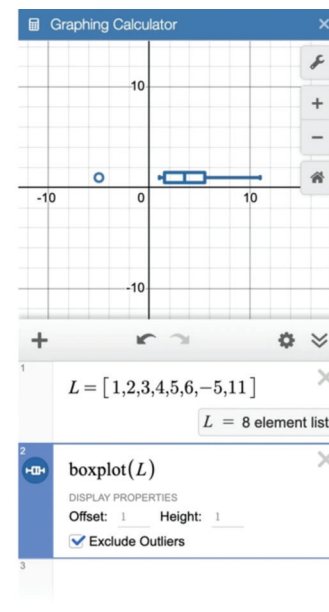 Graphing Calculator
10
-10
0
10
-10
1
L = [1,2,3,4,5,6,−5,11]
L = 8 element list
2
boxplot(L)
DISPLAY PROPERTIES
Offset: 1 Height: 1
Exclude Outliers
3